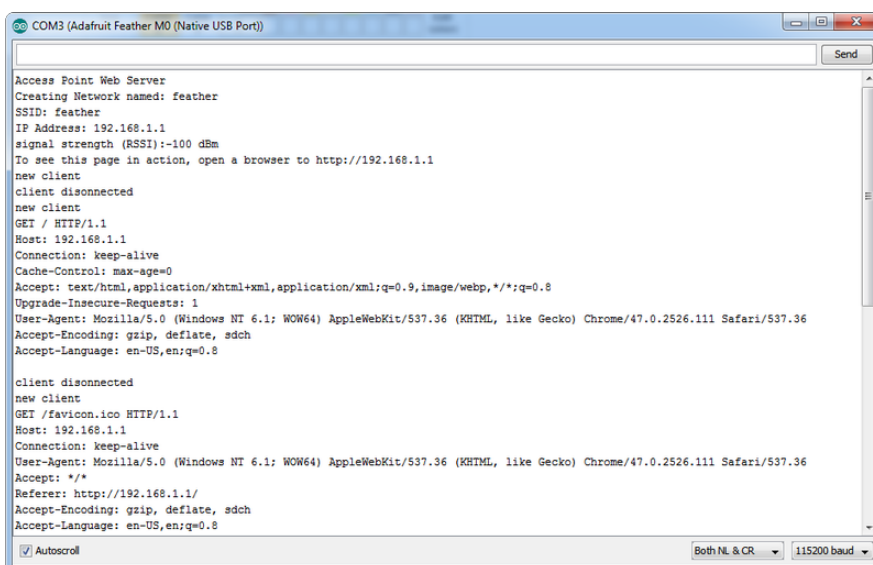 COM3 (Adafruit Feather M0 (Native USB Port))
Send
Access Point Web Server
Creating Network named: feather
SSID: feather
IP Address: 192.168.1.1
signal strength (RSSI):-100 dBm
To see this page in action, open a browser to http://192.168.1.1
new client
client disonnected
new client
GET / HTTP/1.1
Host: 192.168.1.1
Connection: keep-alive
Cache-Control: max-age=0
Accept: text/html,application/xhtml+xml,application/xml;q=0.9,image/webp,*/*;q=0.8
Upgrade-Insecure-Requests: 1
User-Agent: Mozilla/5.0 (Windows NT 6.1; WOW64) AppleWebKit/537.36 (KHTML, like Gecko) Chrome/47.0.2526.111 Safari/537.36
Accept-Encoding: gzip, deflate, sdch
Accept-Language: en-US,en;q=0.8
client disonnected
new client
GET /favicon.ico HTTP/1.1
Host: 192.168.1.1
Connection: keep-alive
User-Agent: Mozilla/5.0 (Windows NT 6.1; WOW64) AppleWebKit/537.36 (KHTML, like Gecko) Chrome/47.0.2526.111 Safari/537.36
Accept: */*
Referer: http://192.168.1.1/
Accept-Encoding: gzip, deflate, sdch
Accept-Language: en-US,en;q=0.8
Autoscroll
Both NL & CR
115200 baud